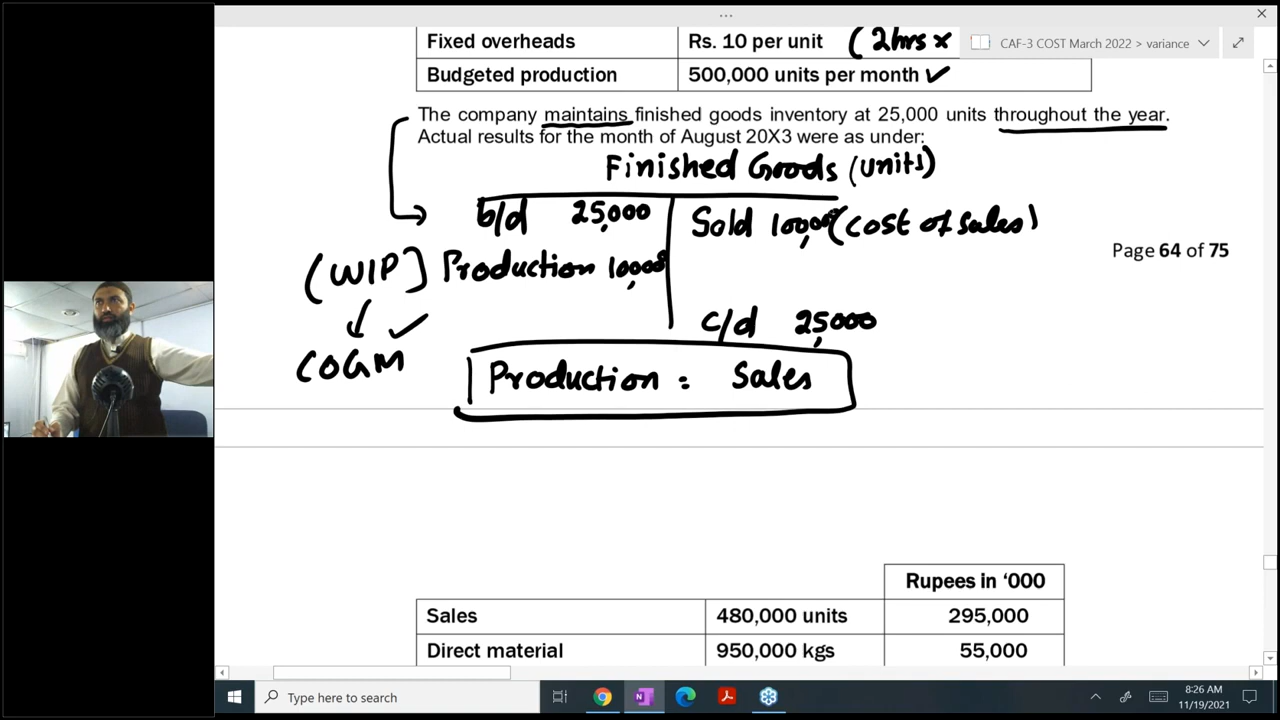 CAF-3 COST March 2022 > variance
Fixed overheads Rs. 10 per unit (2hrs x
Budgeted production 500,000 units per month ✓
The company maintains finished goods inventory at 25,000 units throughout the year.
Actual results for the month of August 20X3 were as under:
Finished Goods (units)
b/d 25,000 Sold 100,000 (cost of sales)
(WIP) Production 100,000
Page 64 of 75
c/d 25,000
COGM
Production = Sales
Rupees in ‘000
Sales 480,000 units 295,000
Direct material 950,000 kgs 55,000
Type here to search
8:26 AM
11/19/2021